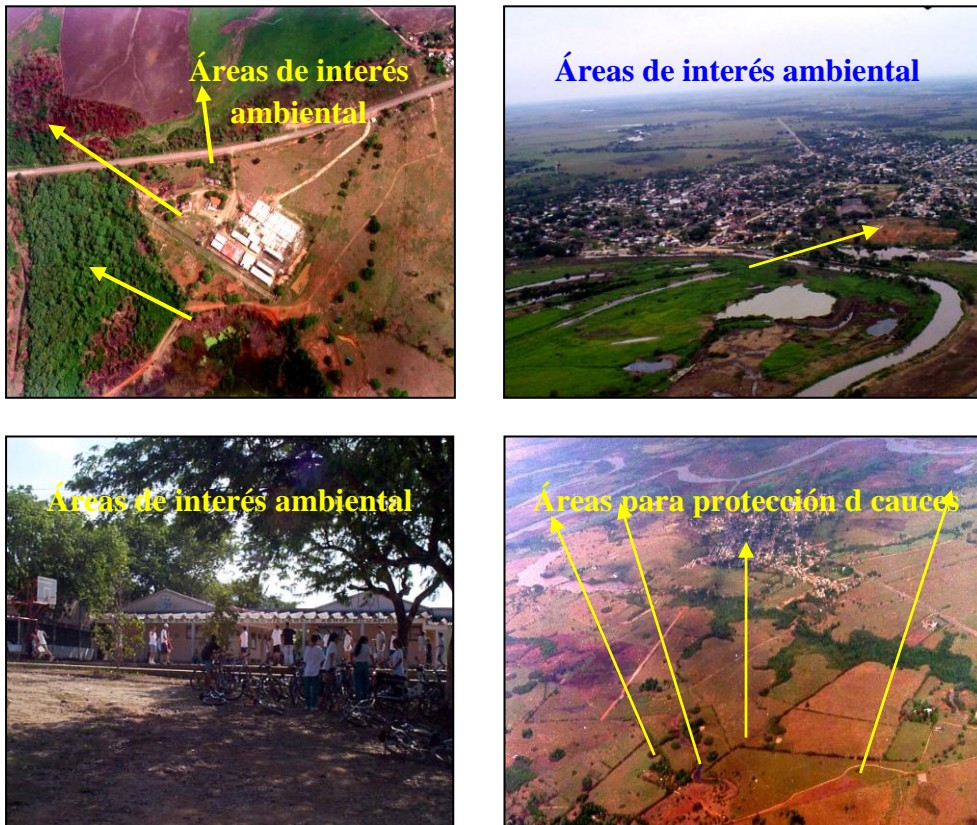 Áreas de interés
ambiental
Áreas de interés ambiental
Áreas de interés ambiental
Áreas para protección d cauces